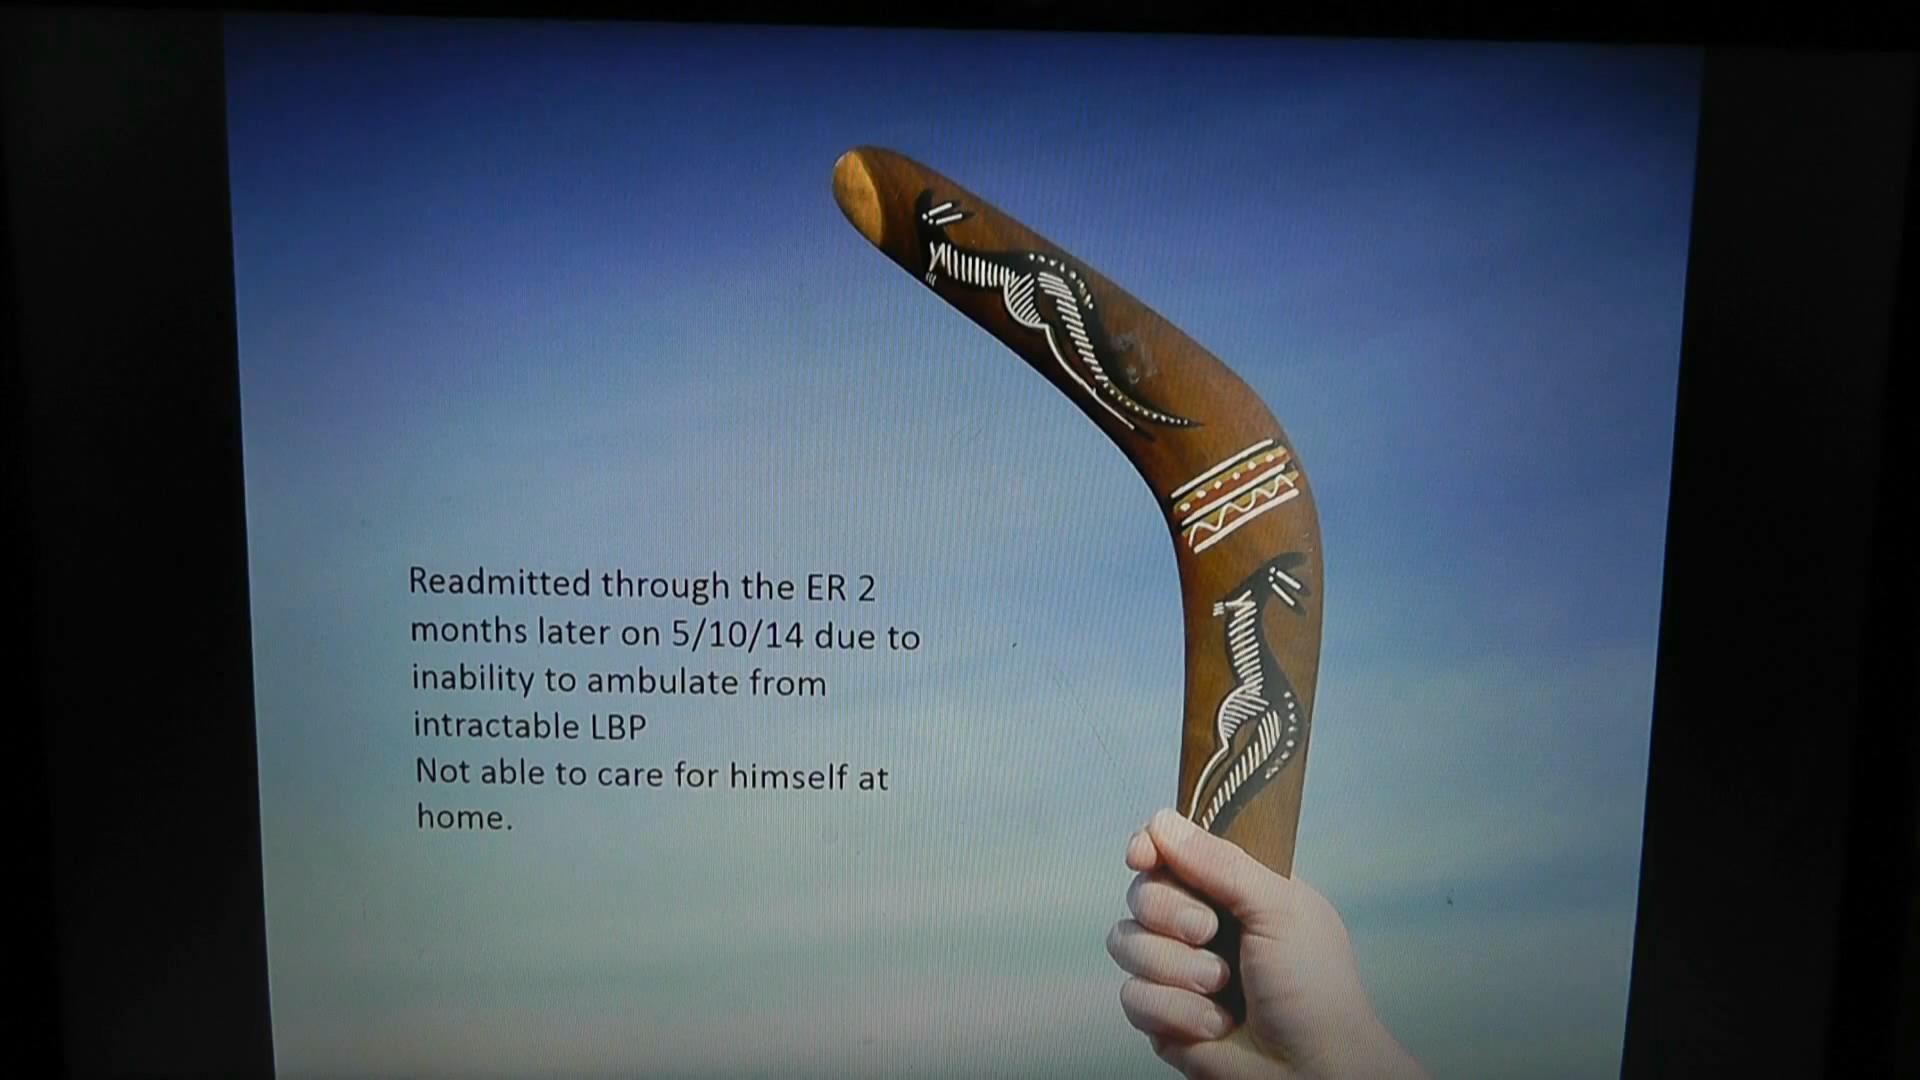 Readmitted through the ER 2
months later on 5/10/14 due to
inability to ambulate from
intractable LBP
Not able to care for himself at
home.